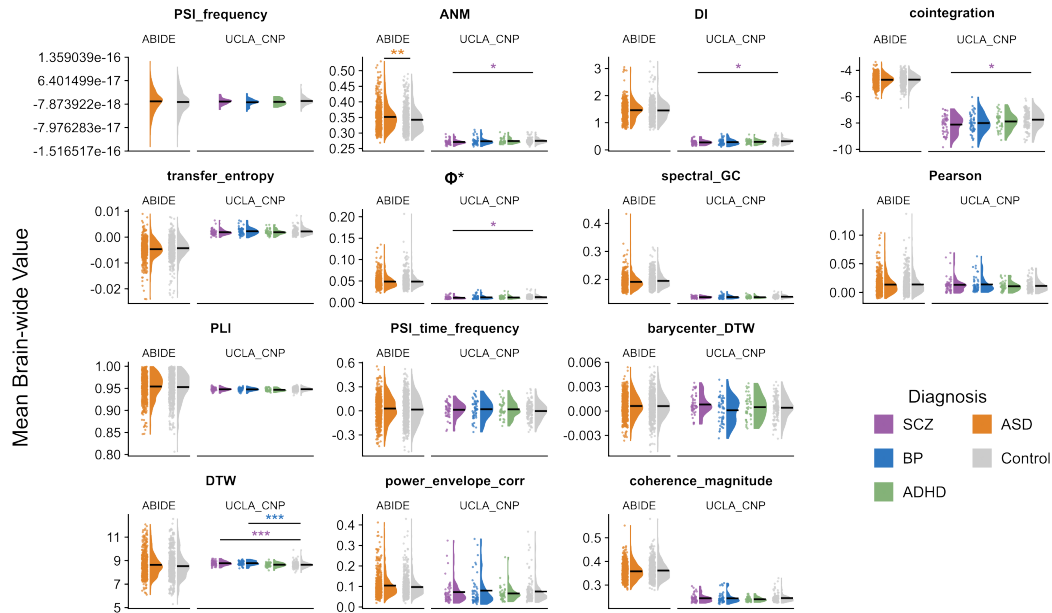 PSI_frequency
ABIDE UCLA_CNP
1.359039e-16
6.401499e-17
-7.873922e-18
-7.976283e-17
-1.516517e-16
ANM
ABIDE UCLA_CNP
**
*
0.50
0.45
0.40
0.35
0.30
0.25
DI
ABIDE UCLA_CNP
*
3
2
1
0
cointegration
ABIDE UCLA_CNP
*
-4
-6
-8
-10
transfer_entropy
ABIDE UCLA_CNP
0.01
0.00
-0.01
-0.02
Φ*
ABIDE UCLA_CNP
*
0.20
0.15
0.10
0.05
0.00
spectral_GC
ABIDE UCLA_CNP
0.4
0.3
0.2
Pearson
ABIDE UCLA_CNP
0.10
0.05
0.00
Mean Brain-wide Value
PLI
ABIDE UCLA_CNP
1.00
0.95
0.90
0.85
0.80
PSI_time_frequency
ABIDE UCLA_CNP
0.6
0.3
0.0
-0.3
barycenter_DTW
ABIDE UCLA_CNP
0.006
0.003
0.000
-0.003
DTW
ABIDE UCLA_CNP
***
***
11
9
7
5
power_envelope_corr
ABIDE UCLA_CNP
0.4
0.3
0.2
0.1
0.0
coherence_magnitude
ABIDE UCLA_CNP
0.5
0.4
0.3
Diagnosis
SCZ ASD
BP Control
ADHD